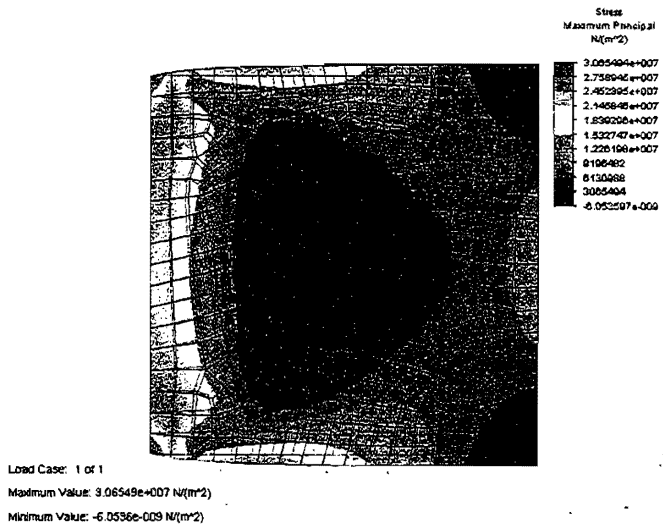 Stress
Maximum Principal
N/(m^2)
3.065494e+007
2.758945e+007
2.452395e+007
2.145846e+007
1.839296e+007
1.532747e+007
1.226198e+007
9196482
6130988
3065494
-6.053597e-009
Load Case: 1 of 1
Maximum Value: 3.06549e+007 N/(m^2)
Minimum Value: -6.0536e-009 N/(m^2)